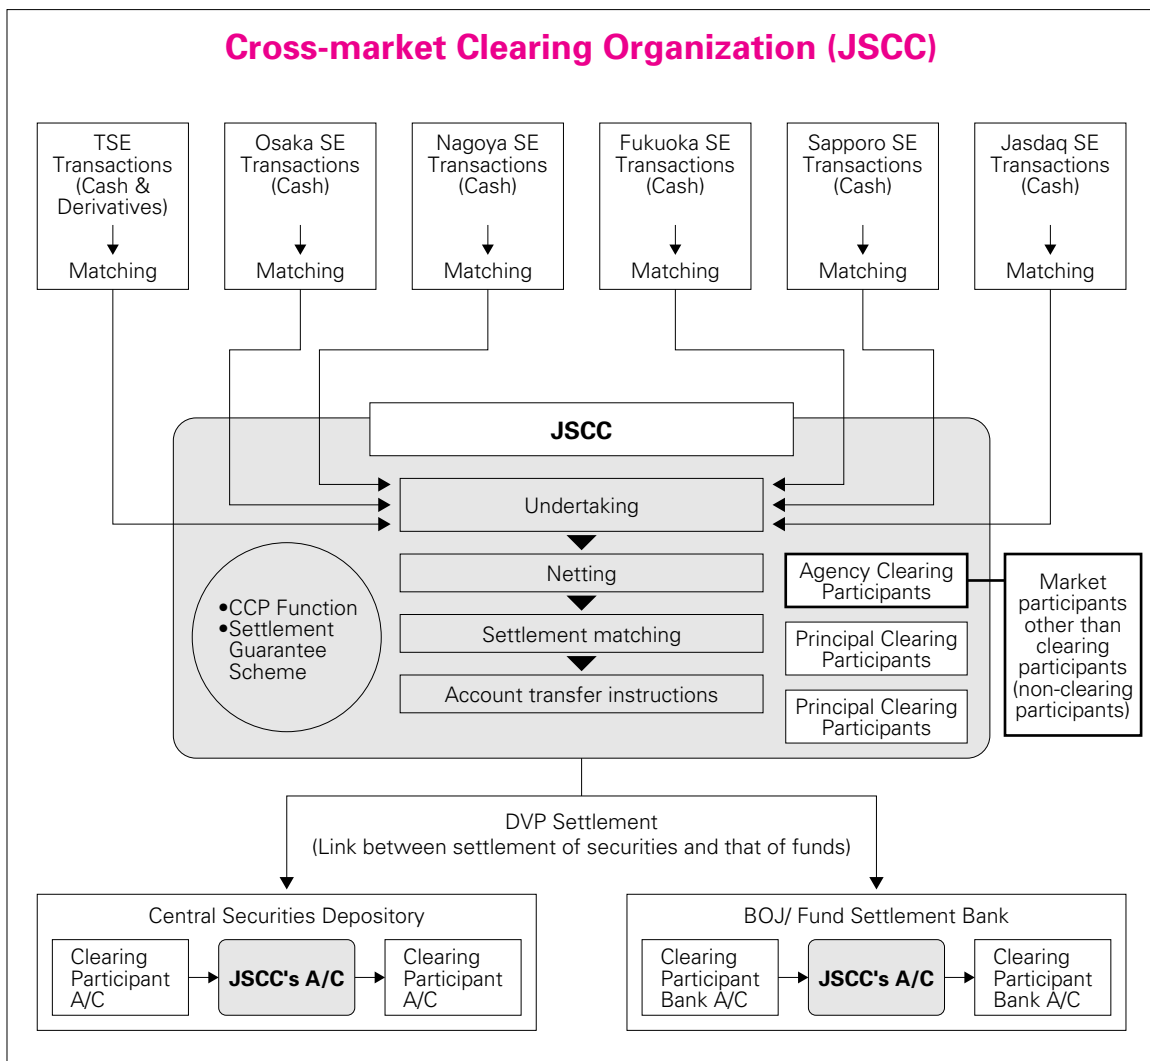 Cross-market Clearing Organization (JSCC)
TSE
Transactions
(Cash &
Derivatives)
Matching
Osaka SE
Transactions
(Cash)
Matching
Nagoya SE
Transactions
(Cash)
Matching
Fukuoka SE
Transactions
(Cash)
Matching
Sapporo SE
Transactions
(Cash)
Matching
Jasdaq SE
Transactions
(Cash)
Matching
JSCC
Undertaking
Netting
Settlement matching
Account transfer instructions
•CCP Function
•Settlement
Guarantee
Scheme
Agency Clearing
Participants
Principal Clearing
Participants
Principal Clearing
Participants
Market
participants
other than
clearing
participants
(non-clearing
participants)
DVP Settlement
(Link between settlement of securities and that of funds)
Central Securities Depository
Clearing
Participant
A/C
JSCC's A/C
Clearing
Participant
A/C
BOJ/ Fund Settlement Bank
Clearing
Participant
Bank A/C
JSCC's A/C
Clearing
Participant
Bank A/C